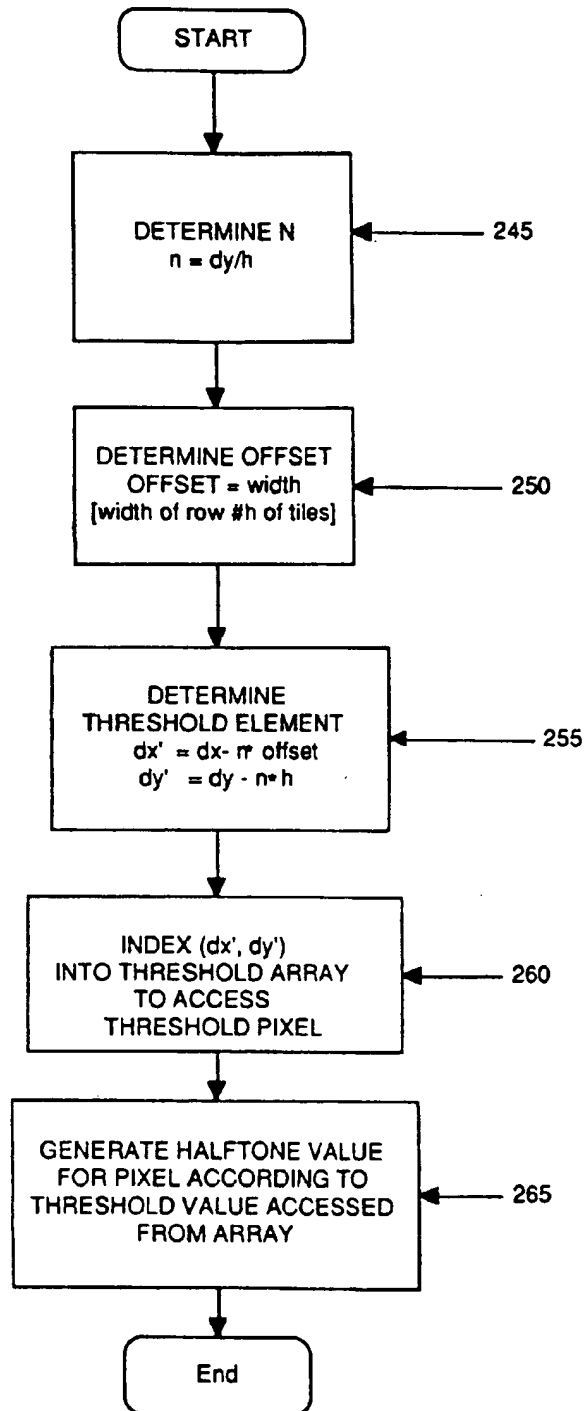 START
DETERMINE N
n = dy/h
245
DETERMINE OFFSET
OFFSET = width
[width of row #h of tiles]
250
DETERMINE
THRESHOLD ELEMENT
dx' = dx- n* offset
dy' = dy - n* h
255
INDEX (dx', dy')
INTO THRESHOLD ARRAY
TO ACCESS
THRESHOLD PIXEL
260
GENERATE HALFTONE VALUE
FOR PIXEL ACCORDING TO
THRESHOLD VALUE ACCESSED
FROM ARRAY
265
End